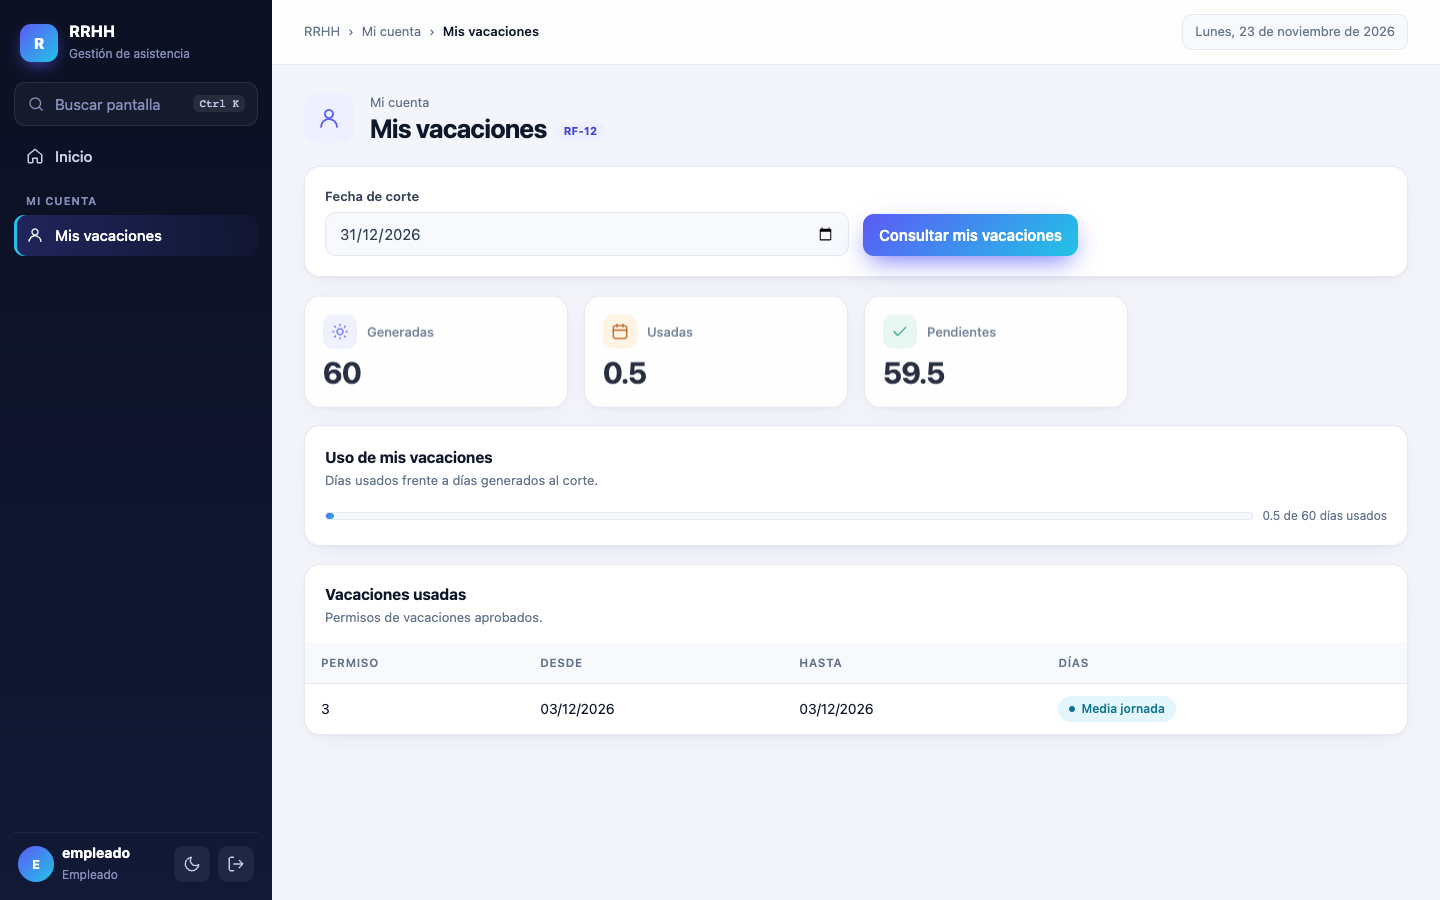 R
RRHH
Gestión de asistencia
Buscar pantalla
Ctrl K
Inicio
MI CUENTA
Mis vacaciones
E
empleado
Empleado
RRHH › Mi cuenta › Mis vacaciones
Lunes, 23 de noviembre de 2026
Mi cuenta
Mis vacaciones RF-12
Fecha de corte
31/12/2026
Consultar mis vacaciones
Generadas
60
Usadas
0.5
Pendientes
59.5
Uso de mis vacaciones
Días usados frente a días generados al corte.
0.5 de 60 días usados
Vacaciones usadas
Permisos de vacaciones aprobados.
PERMISO DESDE HASTA DÍAS
3 03/12/2026 03/12/2026 Media jornada